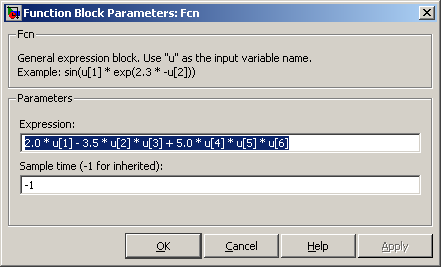 Function Block Parameters: Fcn
Fcn
General expression block. Use "u" as the input variable name.
Example: sin(u[1] * exp(2.3 * -u[2]))
Parameters
Expression:
2.0 * u[1] - 3.5 * u[2] * u[3] + 5.0 * u[4] * u[5] * u[6]
Sample time (-1 for inherited):
-1
OK Cancel Help Apply